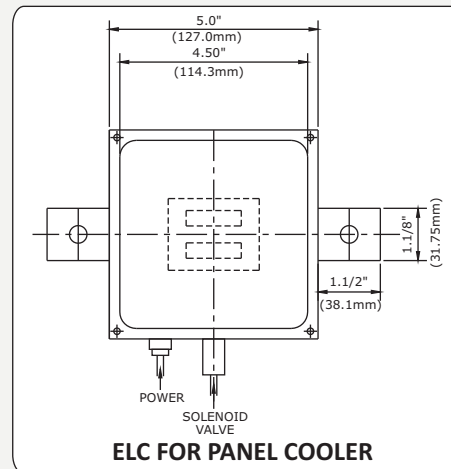 5.0"
(127.0mm)
4.50"
(114.3mm)
1.1/8"
(31.75mm)
1.1/2"
(38.1mm)
POWER
SOLENOID
VALVE
ELC FOR PANEL COOLER